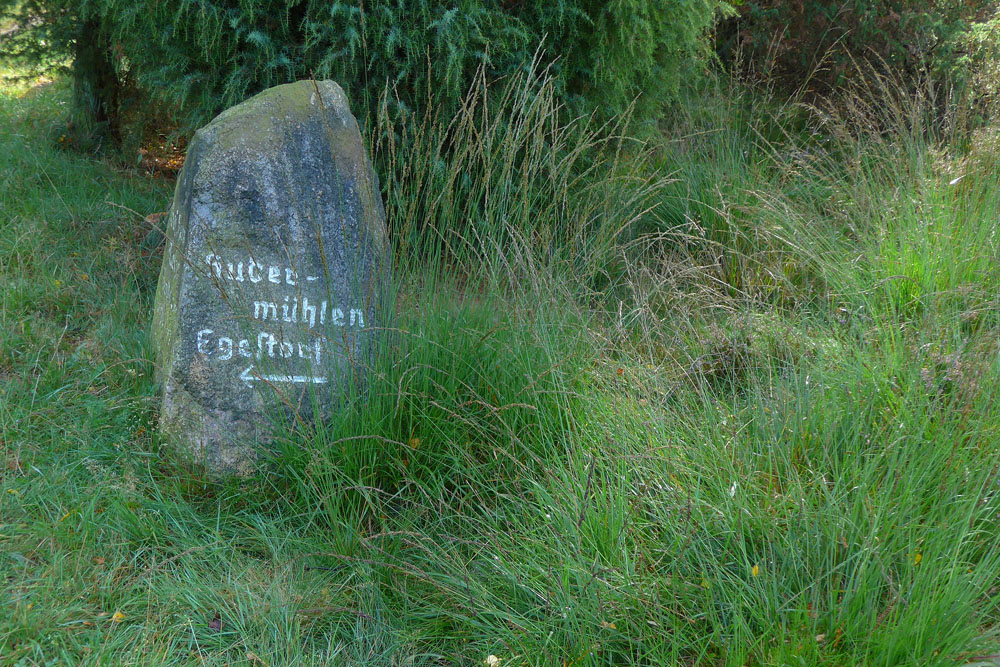 Suder-
mühlen
Egeſtorf